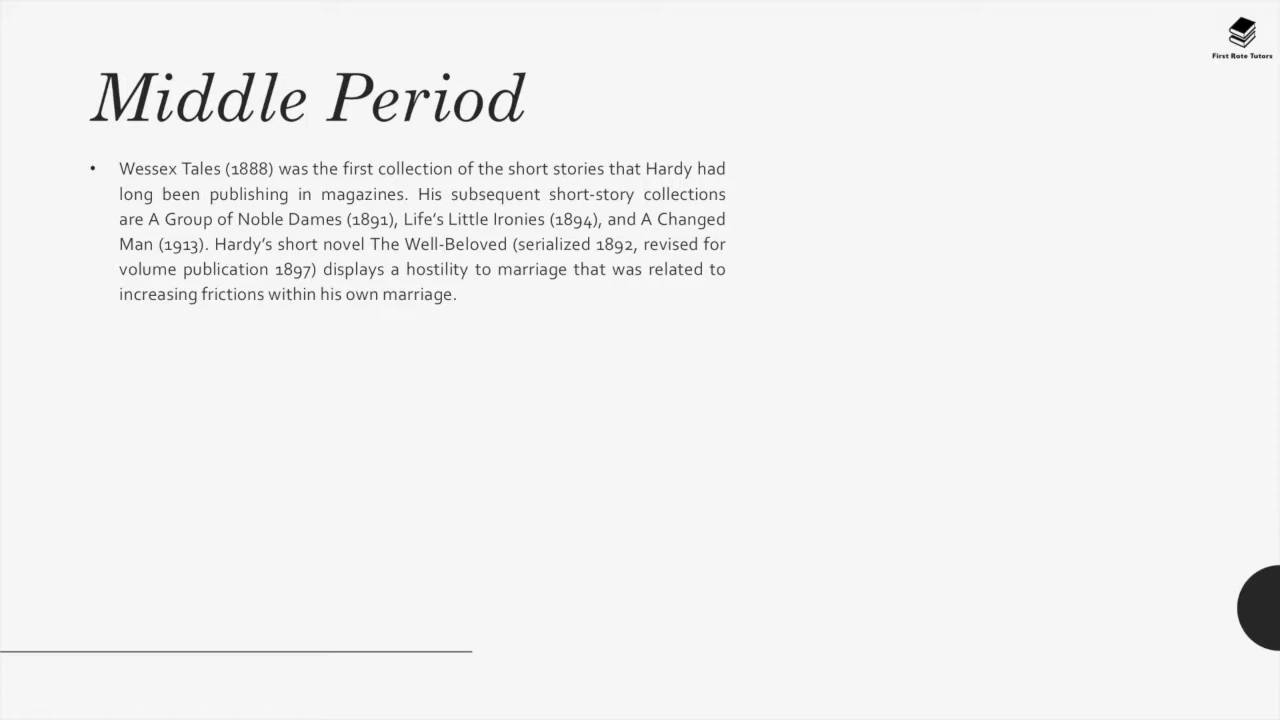 First Rate Tutors
Middle Period
• Wessex Tales (1888) was the first collection of the short stories that Hardy had
long been publishing in magazines. His subsequent short-story collections
are A Group of Noble Dames (1891), Life’s Little Ironies (1894), and A Changed
Man (1913). Hardy’s short novel The Well-Beloved (serialized 1892, revised for
volume publication 1897) displays a hostility to marriage that was related to
increasing frictions within his own marriage.